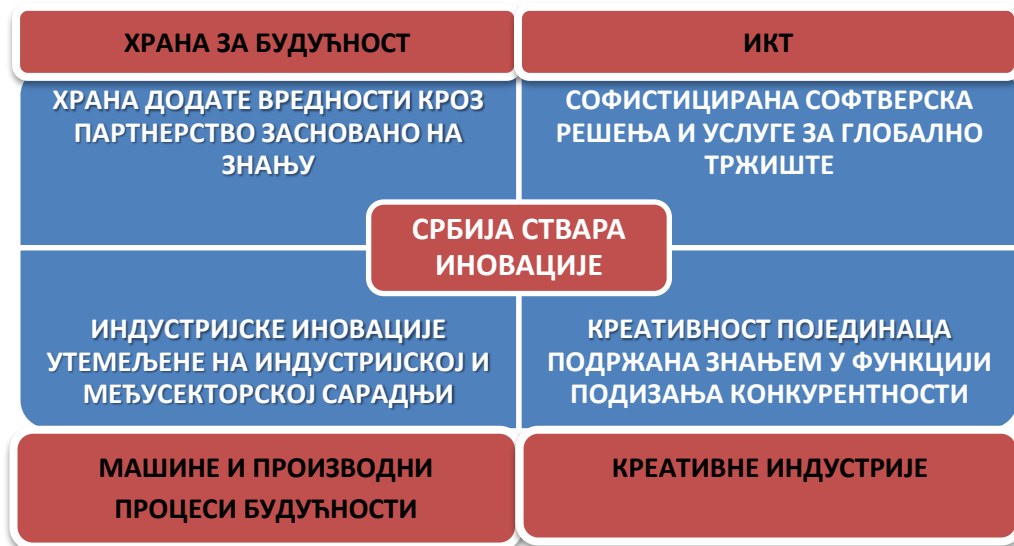 ХРАНА ЗА БУДУЋНОСТ
ИКТ
ХРАНА ДОДАТЕ ВРЕДНОСТИ КРОЗ
ПАРТНЕРСТВО ЗАСНОВАНО НА
ЗНАЊУ
СОФИСТИЦИРАНА СОФТВЕРСКА
РЕШЕЊА И УСЛУГЕ ЗА ГЛОБАЛНО
ТРЖИШТЕ
СРБИЈА СТВАРА
ИНОВАЦИЈЕ
ИНДУСТРИЈСКЕ ИНОВАЦИЈЕ
УТЕМЕЉЕНЕ НА ИНДУСТРИЈСКОЈ И
МЕЂУСЕКТОРСКОЈ САРАДЊИ
КРЕАТИВНОСТ ПОЈЕДИНАЦА
ПОДРЖАНА ЗНАЊЕМ У ФУНКЦИЈИ
ПОДИЗАЊА КОНКУРЕНТНОСТИ
МАШИНЕ И ПРОИЗВОДНИ
ПРОЦЕСИ БУДУЋНОСТИ
КРЕАТИВНЕ ИНДУСТРИЈЕ